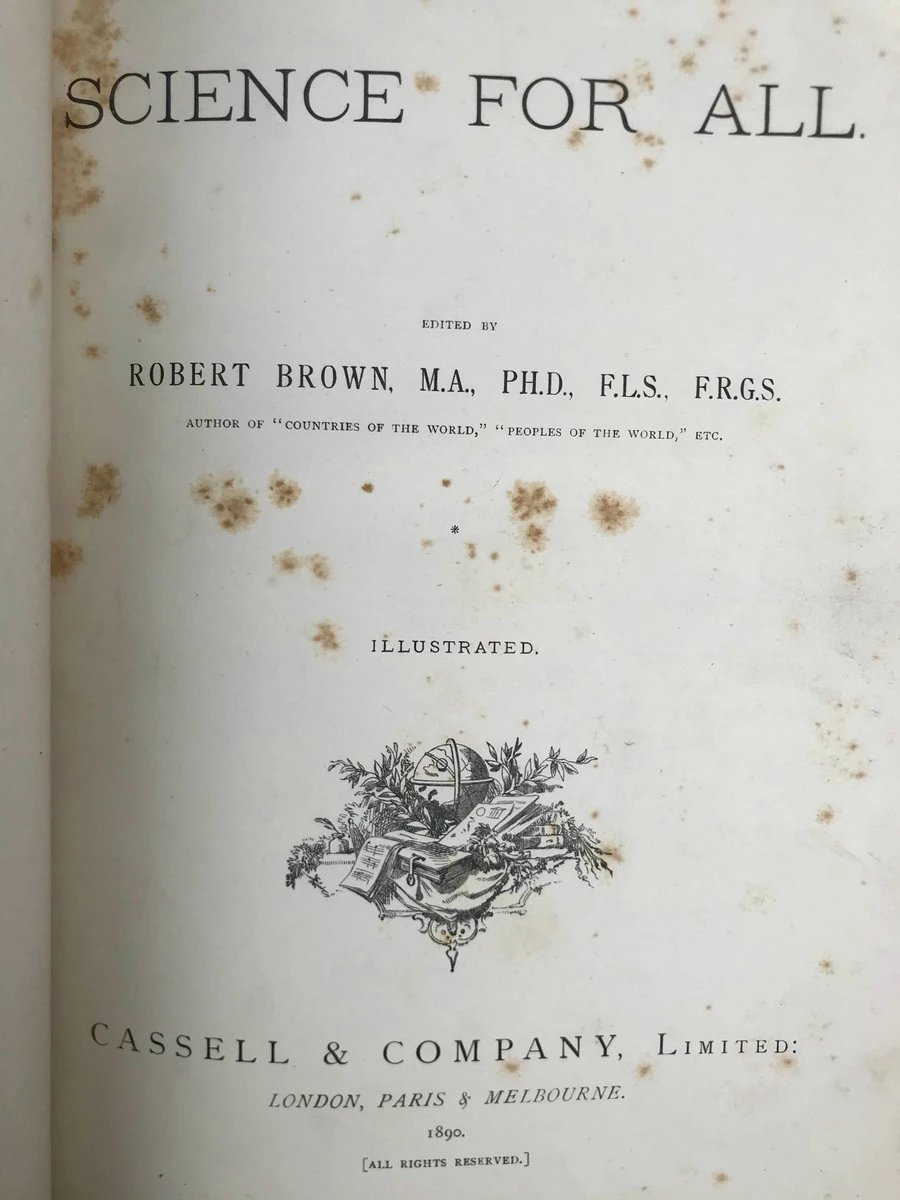 SCIENCE FOR ALL.
EDITED BY
ROBERT BROWN, M.A., PH.D., F.L.S., F.R.G.S.
AUTHOR OF "COUNTRIES OF THE WORLD," "PEOPLES OF THE WORLD," ETC.
*
ILLUSTRATED.
CASSELL & COMPANY, LIMITED:
LONDON, PARIS & MELBOURNE.
1890.
[ALL RIGHTS RESERVED.]